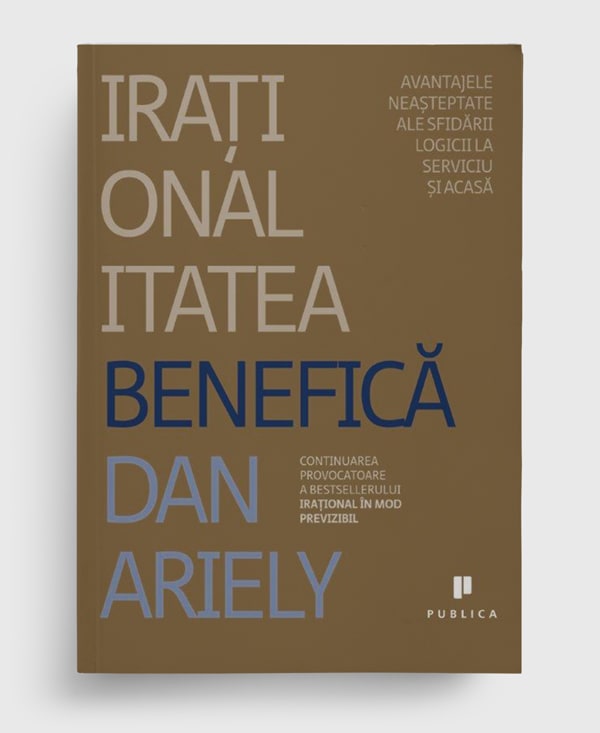 IRAȚI
ONAL
ITATEA
BENEFICĂ
DAN
ARIELY
AVANTAJELE
NEAȘTEPTATE
ALE SFIDĂRII
LOGICII LA
SERVICIU
ȘI ACASĂ
CONTINUAREA
PROVOCATOARE
A BESTSELLERULUI
IRAȚIONAL ÎN MOD
PREVIZIBIL
PUBLICA